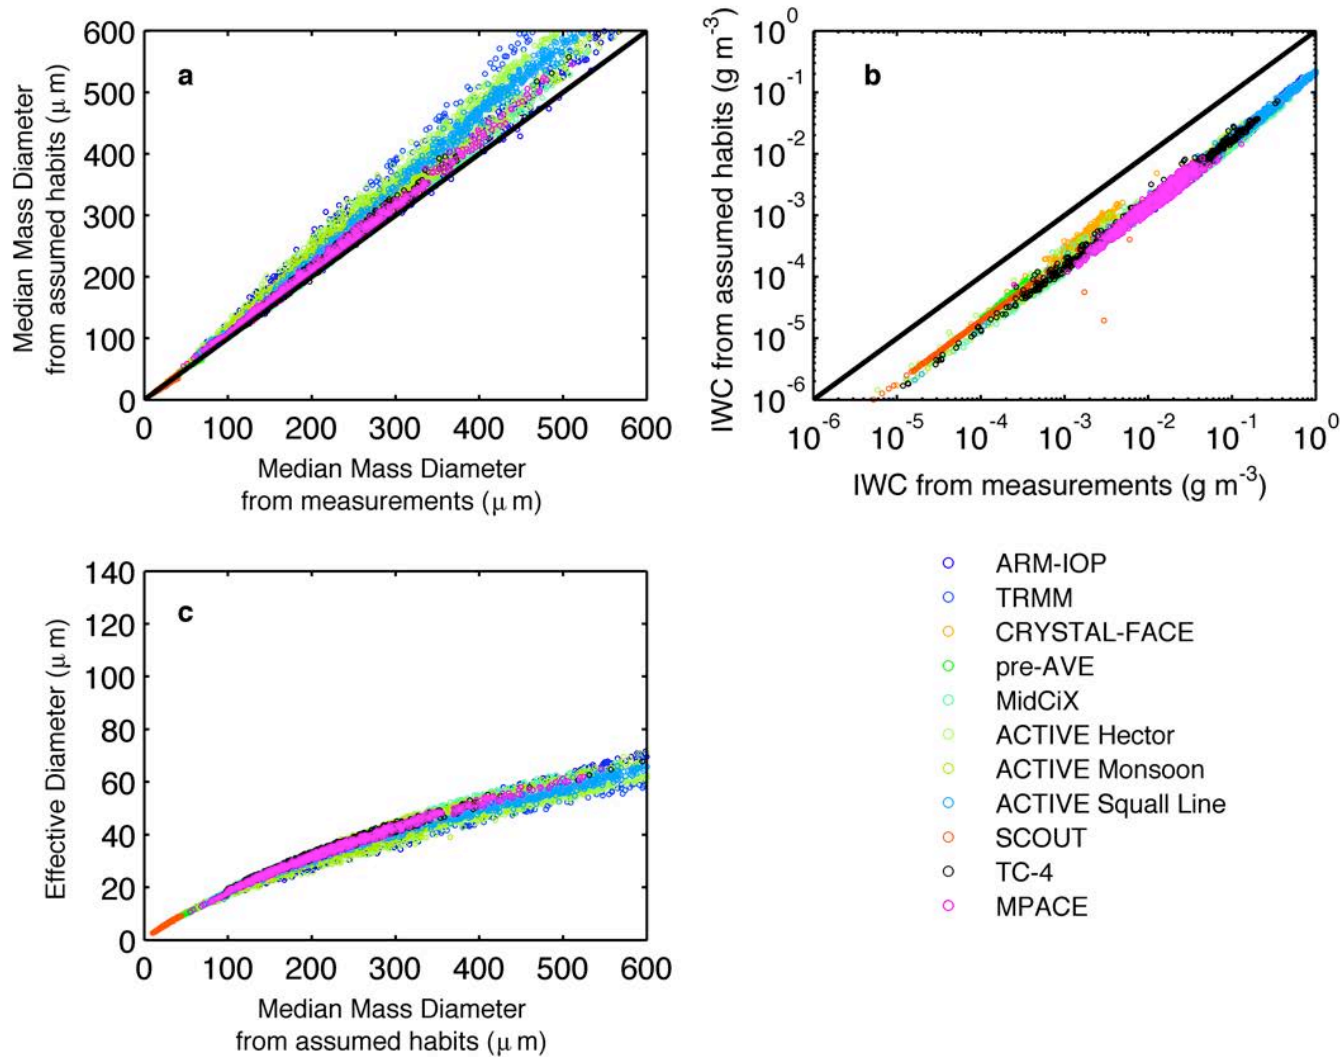 600
500
400
300
200
100
0
a
Median Mass Diameter
from assumed habits (μ m)
0 100 200 300 400 500 600
Median Mass Diameter
from measurements (μ m)
10⁰
10⁻¹
10⁻²
10⁻³
10⁻⁴
10⁻⁵
10⁻⁶
b
IWC from assumed habits (g m⁻³)
10⁻⁶ 10⁻⁵ 10⁻⁴ 10⁻³ 10⁻² 10⁻¹ 10⁰
IWC from measurements (g m⁻³)
140
120
100
80
60
40
20
0
c
Effective Diameter (μ m)
0 100 200 300 400 500 600
Median Mass Diameter
from assumed habits (μ m)
ARM-IOP
TRMM
CRYSTAL-FACE
pre-AVE
MidCiX
ACTIVE Hector
ACTIVE Monsoon
ACTIVE Squall Line
SCOUT
TC-4
MPACE